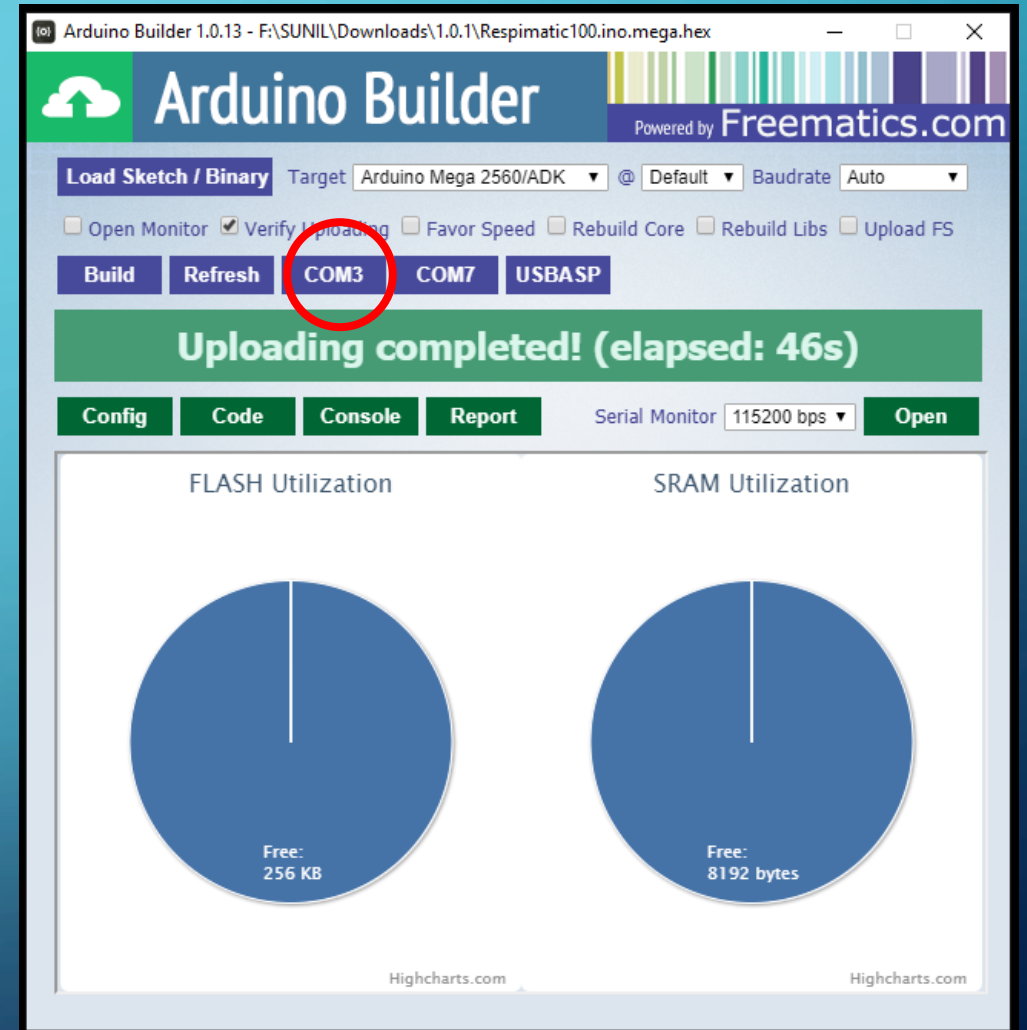 Arduino Builder 1.0.13 - F:\SUNIL\Downloads\1.0.1\Respimatic100.ino.mega.hex
Arduino Builder
Powered by Freematics.com
Load Sketch / Binary Target Arduino Mega 2560/ADK @ Default Baudrate Auto
Open Monitor Verify Uploading Favor Speed Rebuild Core Rebuild Libs Upload FS
Build Refresh COM3 COM7 USBASP
Uploading completed! (elapsed: 46s)
Config Code Console Report Serial Monitor 115200 bps Open
FLASH Utilization SRAM Utilization
Free: Free:
256 KB 8192 bytes
Highcharts.com Highcharts.com